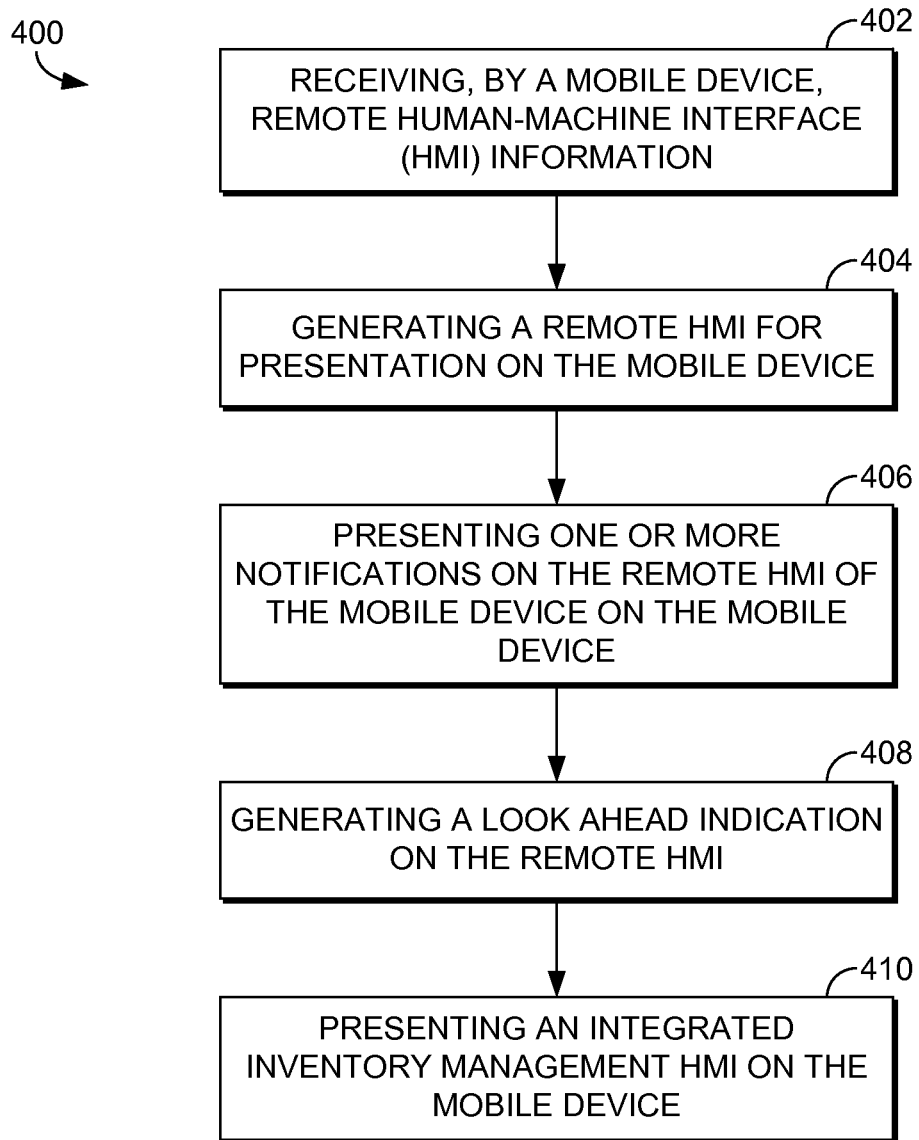 400
402
RECEIVING, BY A MOBILE DEVICE,
REMOTE HUMAN-MACHINE INTERFACE
(HMI) INFORMATION
404
GENERATING A REMOTE HMI FOR
PRESENTATION ON THE MOBILE DEVICE
406
PRESENTING ONE OR MORE
NOTIFICATIONS ON THE REMOTE HMI OF
THE MOBILE DEVICE ON THE MOBILE
DEVICE
408
GENERATING A LOOK AHEAD INDICATION
ON THE REMOTE HMI
410
PRESENTING AN INTEGRATED
INVENTORY MANAGEMENT HMI ON THE
MOBILE DEVICE